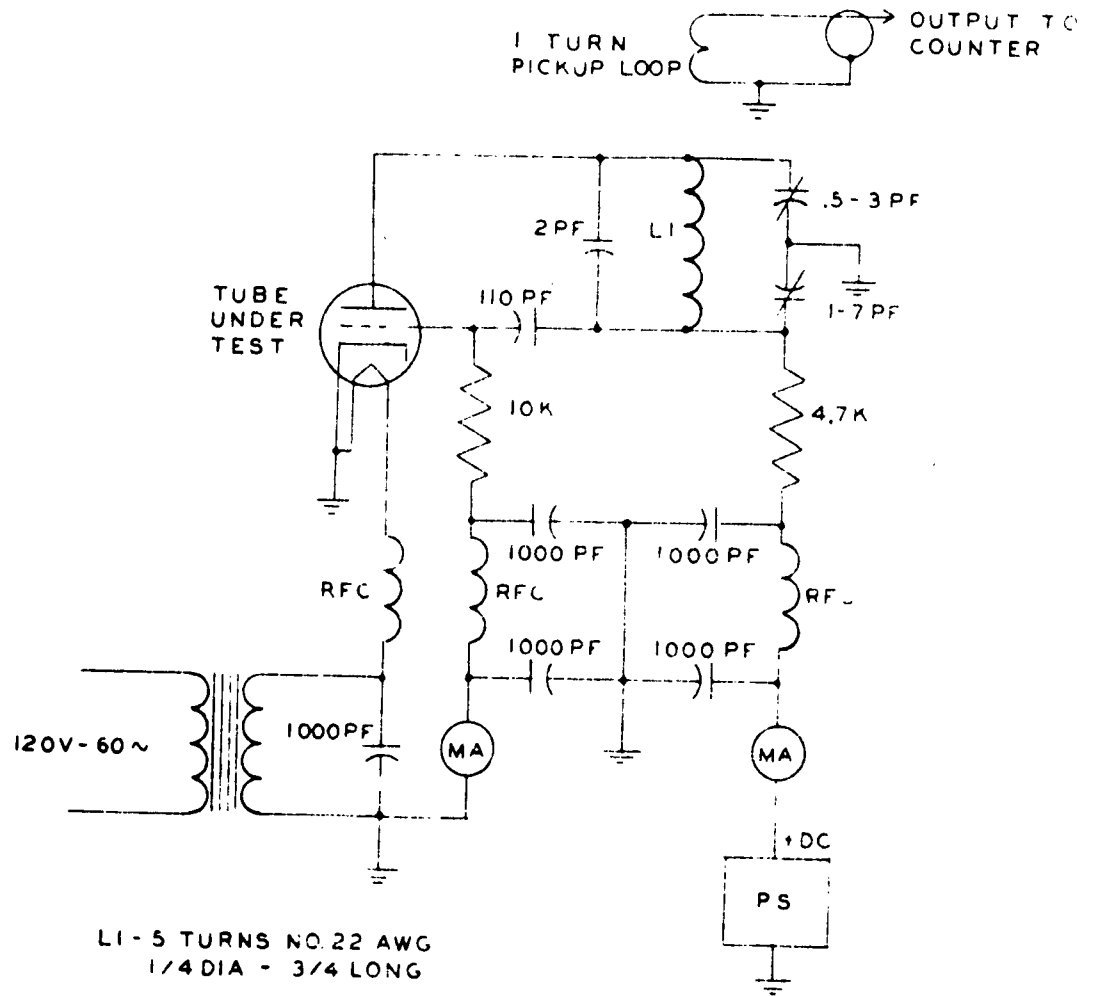 1 TURN
PICKUP LOOP
OUTPUT TO
COUNTER
.5-3 PF
2PF
L1
1-7 PF
110 PF
TUBE
UNDER
TEST
10K
4.7K
1000 PF
1000 PF
RFC
RFC
1000 PF
1000 PF
1000PF
120V-60~
MA
MA
+DC
PS
L1-5 TURNS NO. 22 AWG
1/4 DIA - 3/4 LONG